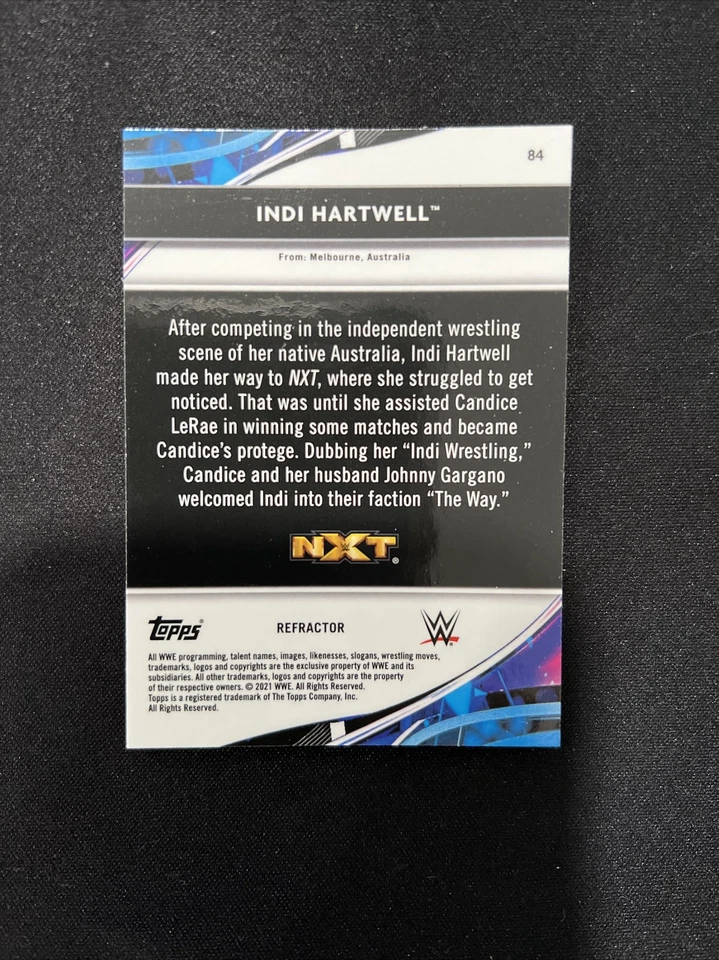 84
INDI HARTWELL™
From: Melbourne, Australia
After competing in the independent wrestling
scene of her native Australia, Indi Hartwell
made her way to NXT, where she struggled to get
noticed. That was until she assisted Candice
LeRae in winning some matches and became
Candice's protege. Dubbing her “Indi Wrestling,”
Candice and her husband Johnny Gargano
welcomed Indi into their faction “The Way.”
NXT®
topps®
REFRACTOR
W®
All WWE programming, talent names, images, likenesses, slogans, wrestling moves,
trademarks, logos and copyrights are the exclusive property of WWE and its
subsidiaries. All other trademarks, logos and copyrights are the property
of their respective owners. © 2021 WWE. All Rights Reserved.
Topps is a registered trademark of The Topps Company, Inc.
All Rights Reserved.